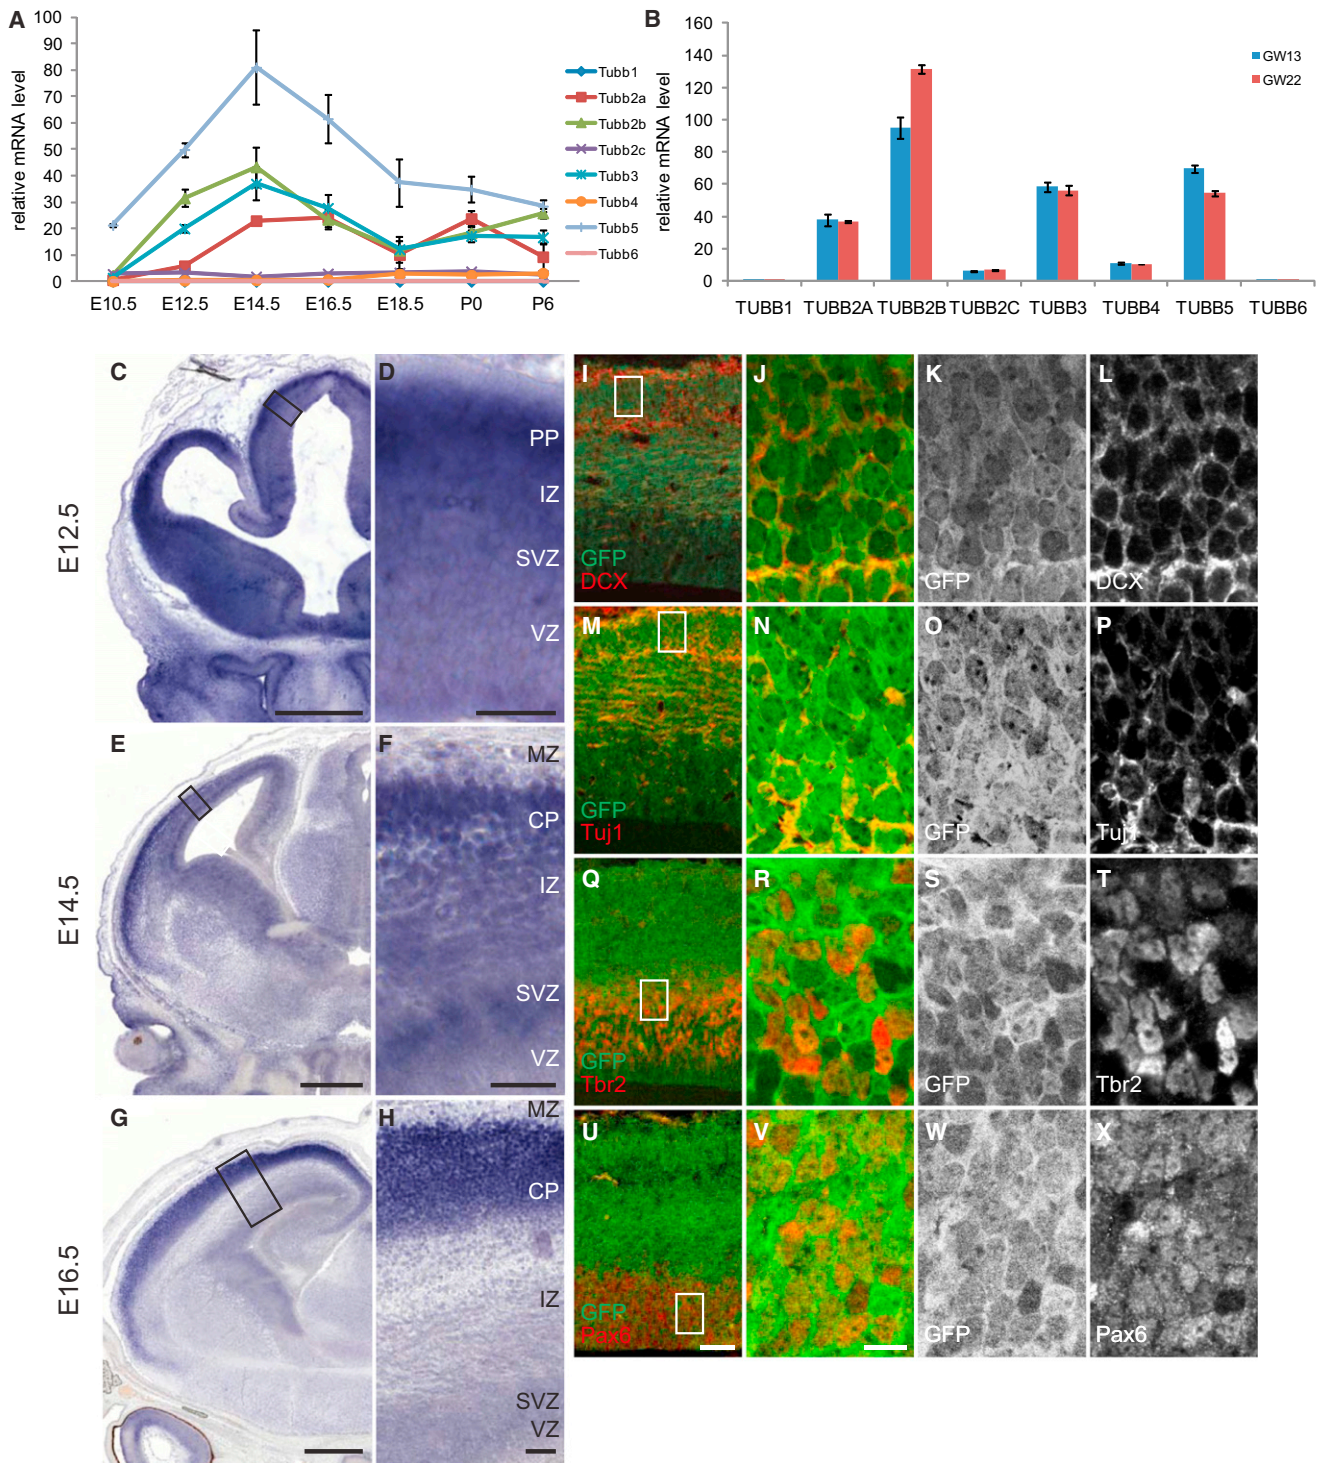 A
relative mRNA level
100
90
80
70
60
50
40
30
20
10
0
E10.5 E12.5 E14.5 E16.5 E18.5 P0 P6
Tubb1
Tubb2a
Tubb2b
Tubb2c
Tubb3
Tubb4
Tubb5
Tubb6
B
relative mRNA level
160
140
120
100
80
60
40
20
0
TUBB1 TUBB2A TUBB2B TUBB2C TUBB3 TUBB4 TUBB5 TUBB6
GW13
GW22
E12.5
C
D
PP
IZ
SVZ
VZ
E14.5
E
F
MZ
CP
IZ
SVZ
VZ
E16.5
G
H
MZ
CP
IZ
SVZ
VZ
I
GFP
DCX
J
K
GFP
L
DCX
M
GFP
Tuj1
N
O
GFP
P
Tuj1
Q
GFP
Tbr2
R
S
GFP
T
Tbr2
U
GFP
Pax6
V
W
GFP
X
Pax6